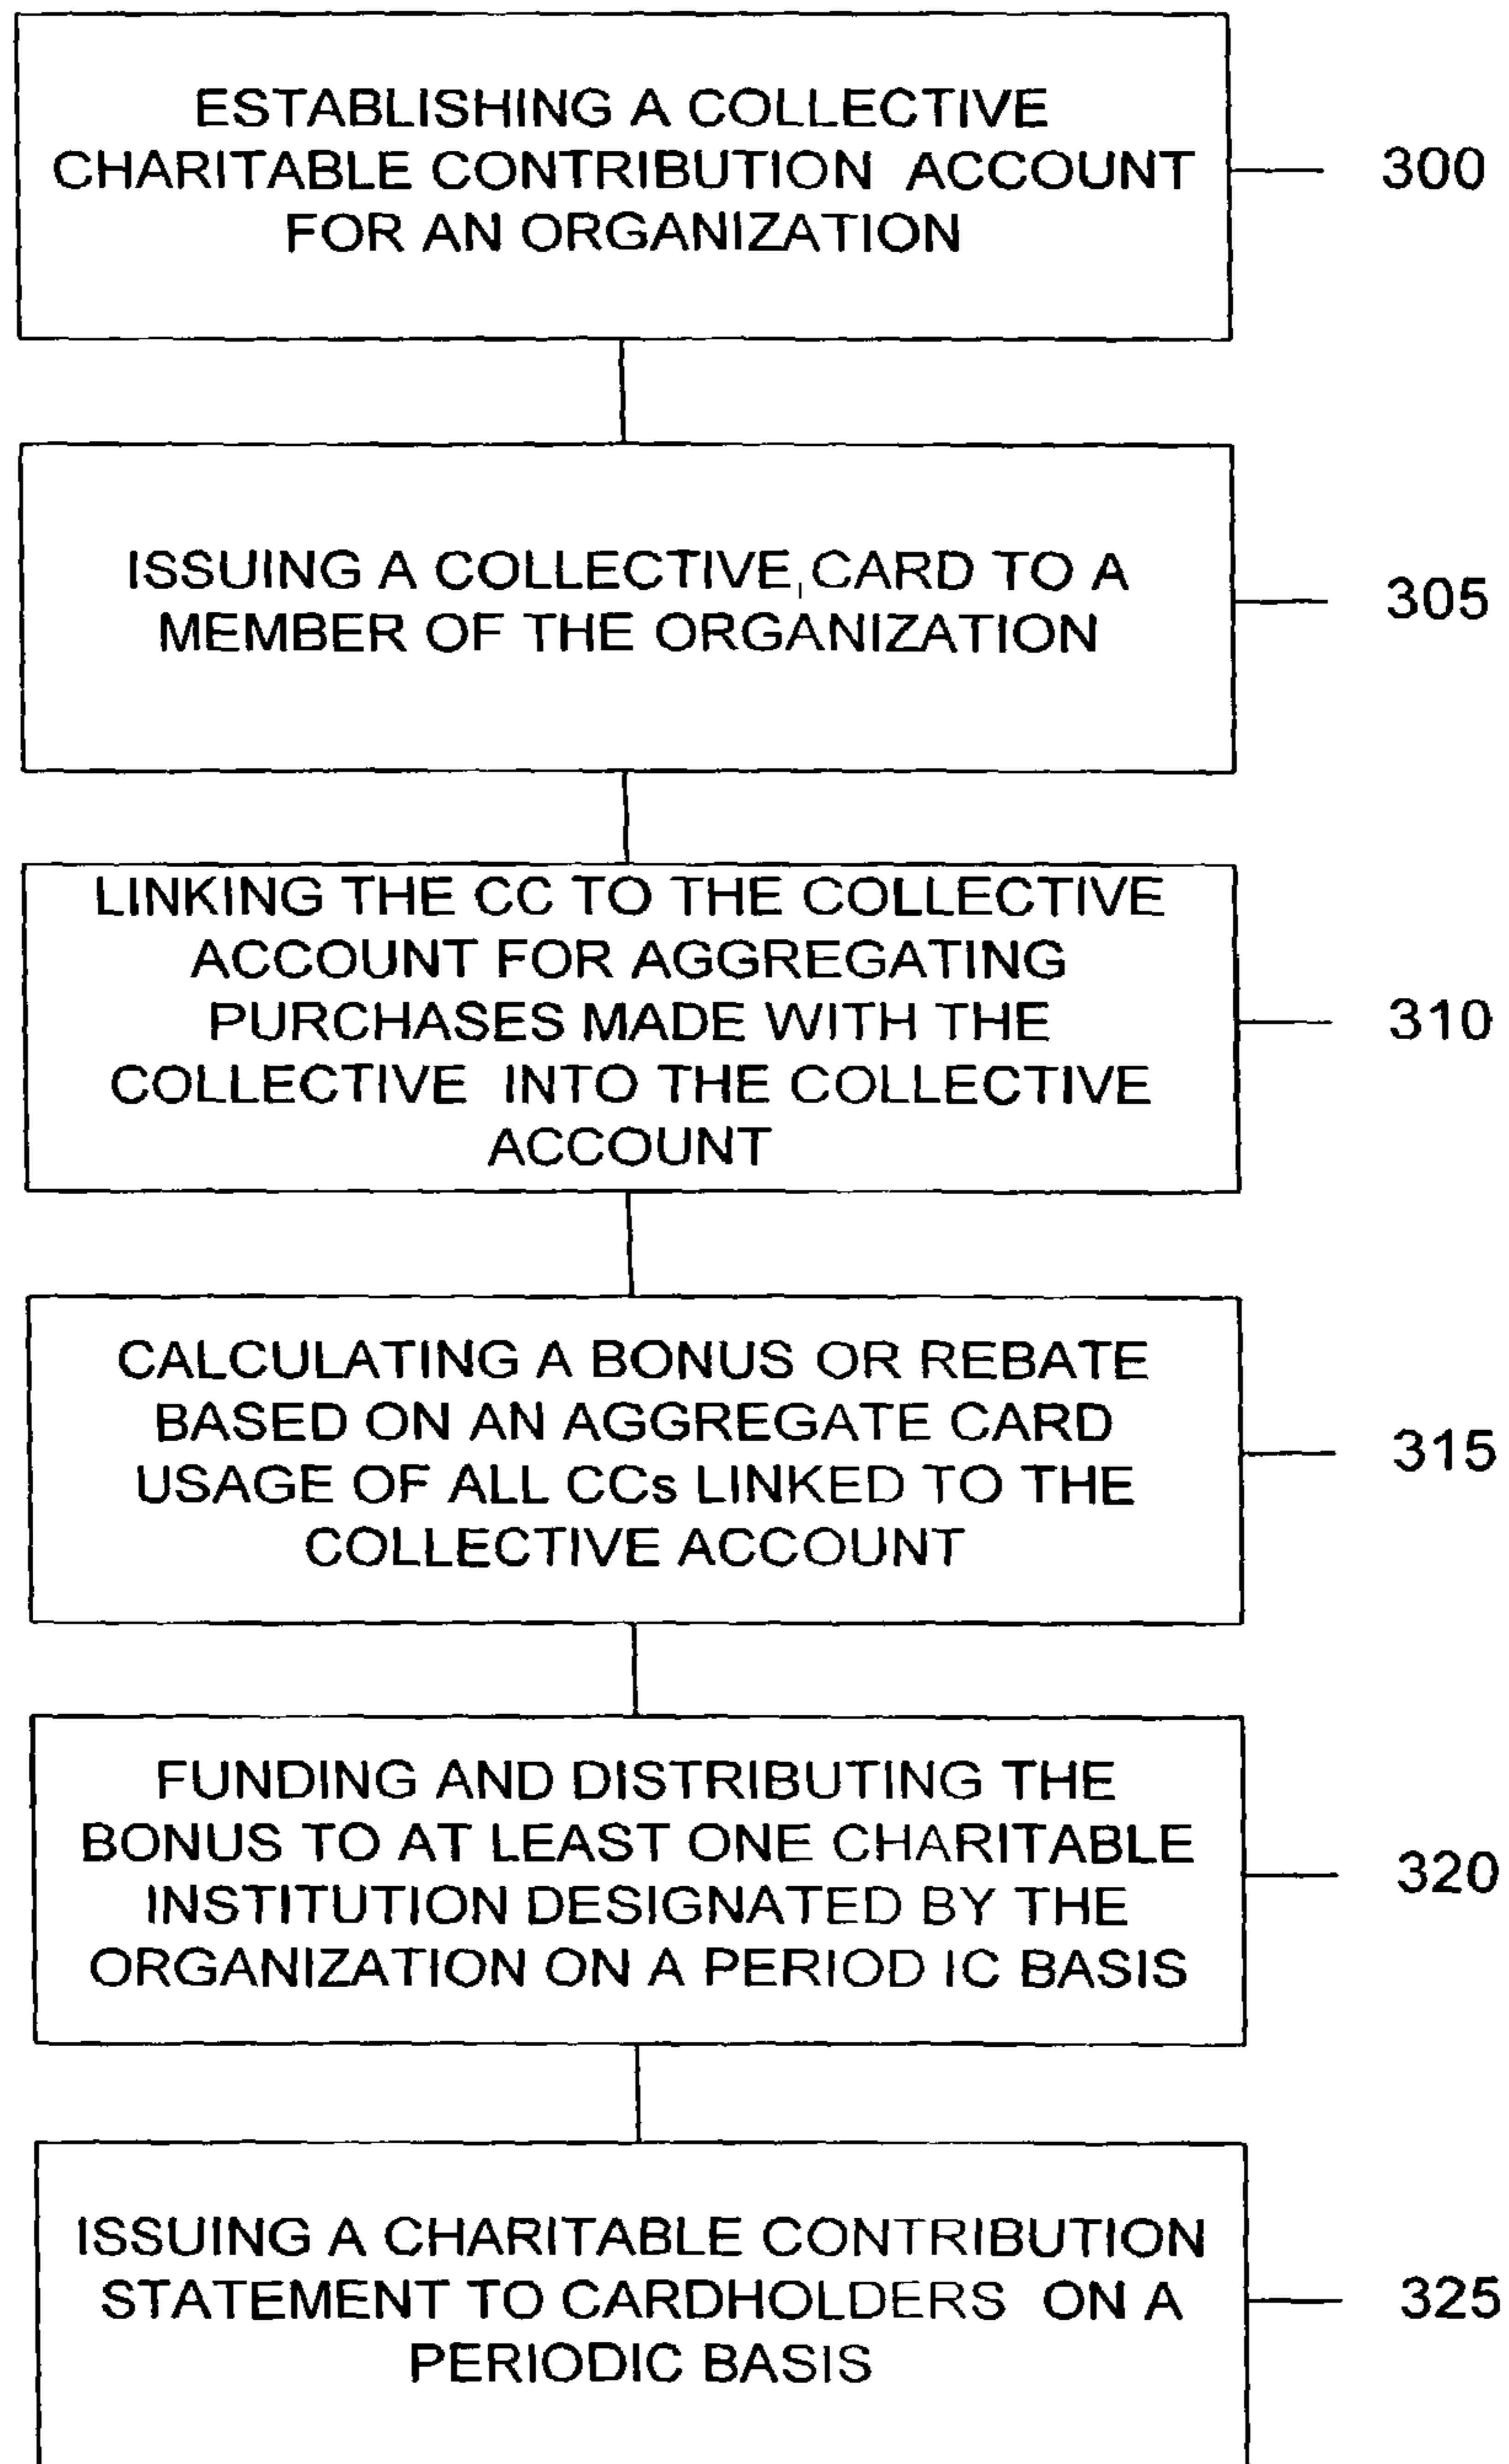 ESTABLISHING A COLLECTIVE
CHARITABLE CONTRIBUTION ACCOUNT
FOR AN ORGANIZATION
300
ISSUING A COLLECTIVE CARD TO A
MEMBER OF THE ORGANIZATION
305
LINKING THE CC TO THE COLLECTIVE
ACCOUNT FOR AGGREGATING
PURCHASES MADE WITH THE
COLLECTIVE INTO THE COLLECTIVE
ACCOUNT
310
CALCULATING A BONUS OR REBATE
BASED ON AN AGGREGATE CARD
USAGE OF ALL CCs LINKED TO THE
COLLECTIVE ACCOUNT
315
FUNDING AND DISTRIBUTING THE
BONUS TO AT LEAST ONE CHARITABLE
INSTITUTION DESIGNATED BY THE
ORGANIZATION ON A PERIOD IC BASIS
320
ISSUING A CHARITABLE CONTRIBUTION
STATEMENT TO CARDHOLDERS ON A
PERIODIC BASIS
325